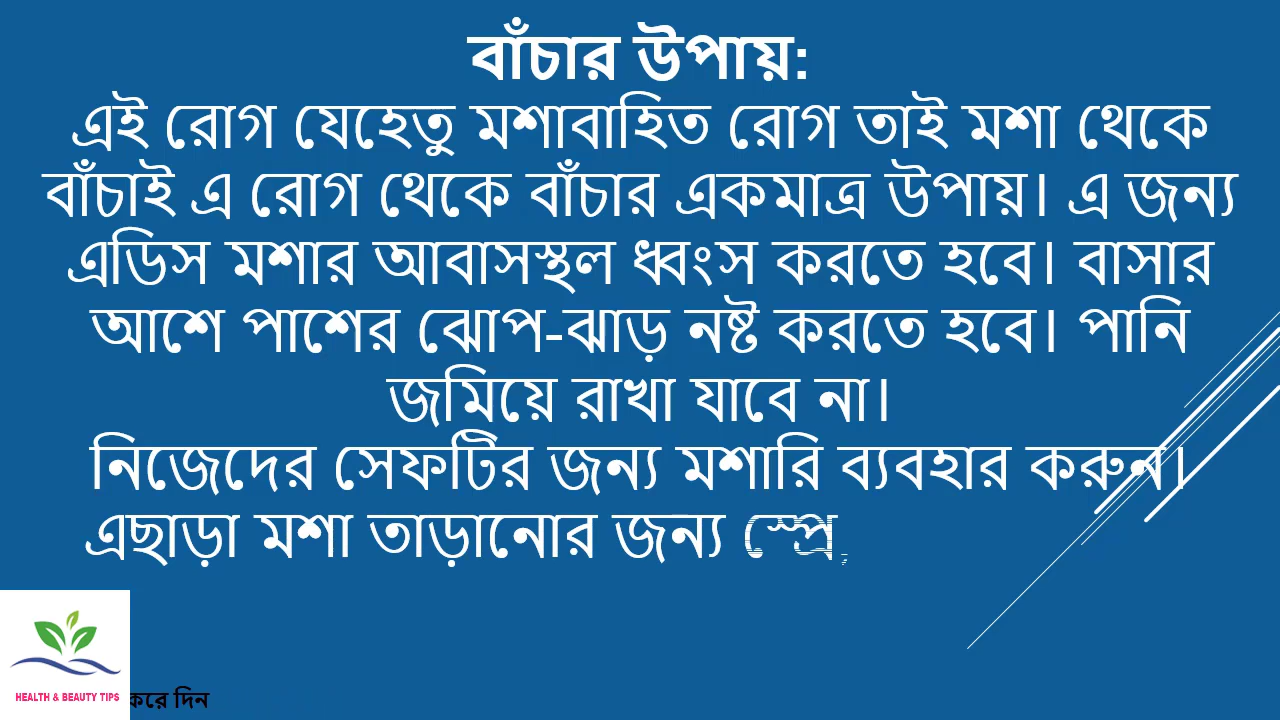 বাঁচার উপায়:
এই রোগ যেহেতু মশাবাহিত রোগ তাই মশা থেকে
বাঁচাই এ রোগ থেকে বাঁচার একমাত্র উপায়। এ জন্য
এডিস মশার আবাসস্থল ধ্বংস করতে হবে। বাসার
আশে পাশের ঝোপ-ঝাড় নষ্ট করতে হবে। পানি
জমিয়ে রাখা যাবে না।
নিজেদের সেফটির জন্য মশারি ব্যবহার করুন।
এছাড়া মশা তাড়ানোর জন্য স্প্রে,
HEALTH & BEAUTY TIPS
করে দিন